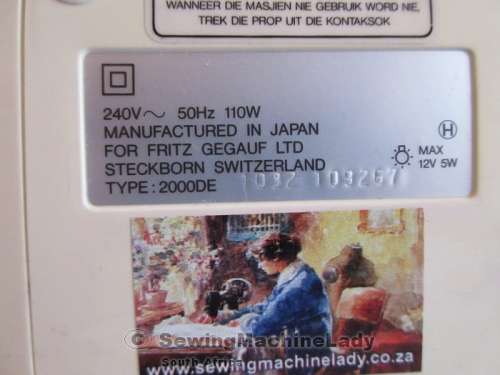 WANNEER DIE MASJIEN NIE GEBRUIK WORD NIE,
TREK DIE PROP UIT DIE KONTAKSOK
240V~ 50Hz 110W
MANUFACTURED IN JAPAN
FOR FRITZ GEGAUF LTD
STECKBORN SWITZERLAND
TYPE: 2000DE
1032 103267
H
MAX
12V 5W
© SewingMachineLady
South Africa
www.sewingmachinelady.co.za